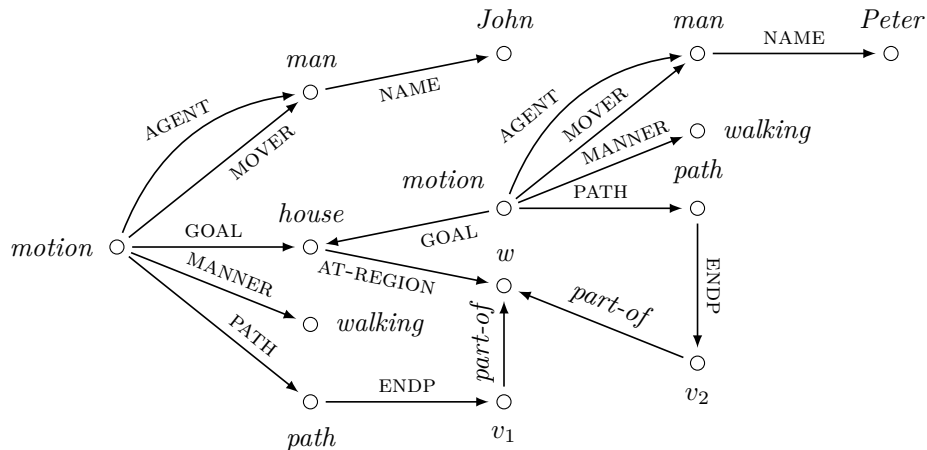 John
man
Peter
man
NAME
NAME
AGENT
MOVER
AGENT
MOVER
MANNER
walking
motion
path
PATH
house
GOAL
motion
GOAL
w
AT-REGION
MANNER
walking
PATH
part-of
part-of
ENDP
ENDP
path
v1
v2